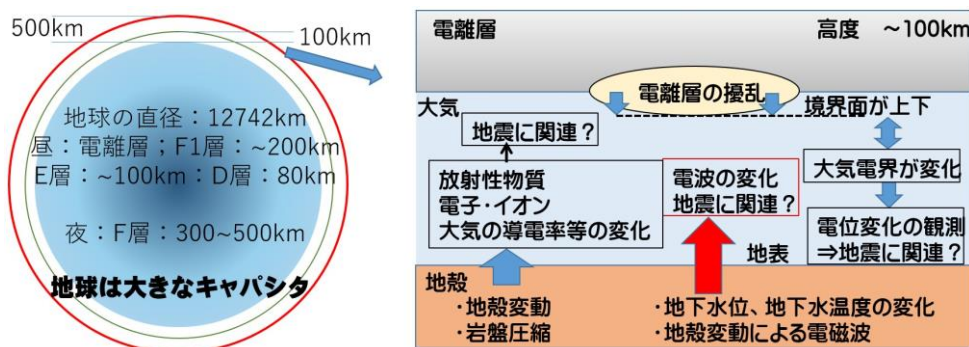 500km
100km
地球の直径：12742km
昼：電離層；F1層：~200km
E層：~100km：D層：80km
夜：F層：300~500km
地球は大きなキャパシタ
電離層
高度　～100km
電離層の擾乱
大気
境界面が上下
地震に関連？
大気電界が変化
放射性物質
電子・イオン
大気の導電率等の変化
電波の変化
地震に関連？
電位変化の観測
⇒地震に関連？
地表
地殻
・地殻変動
・岩盤圧縮
・地下水位、地下水温度の変化
・地殻変動による電磁波